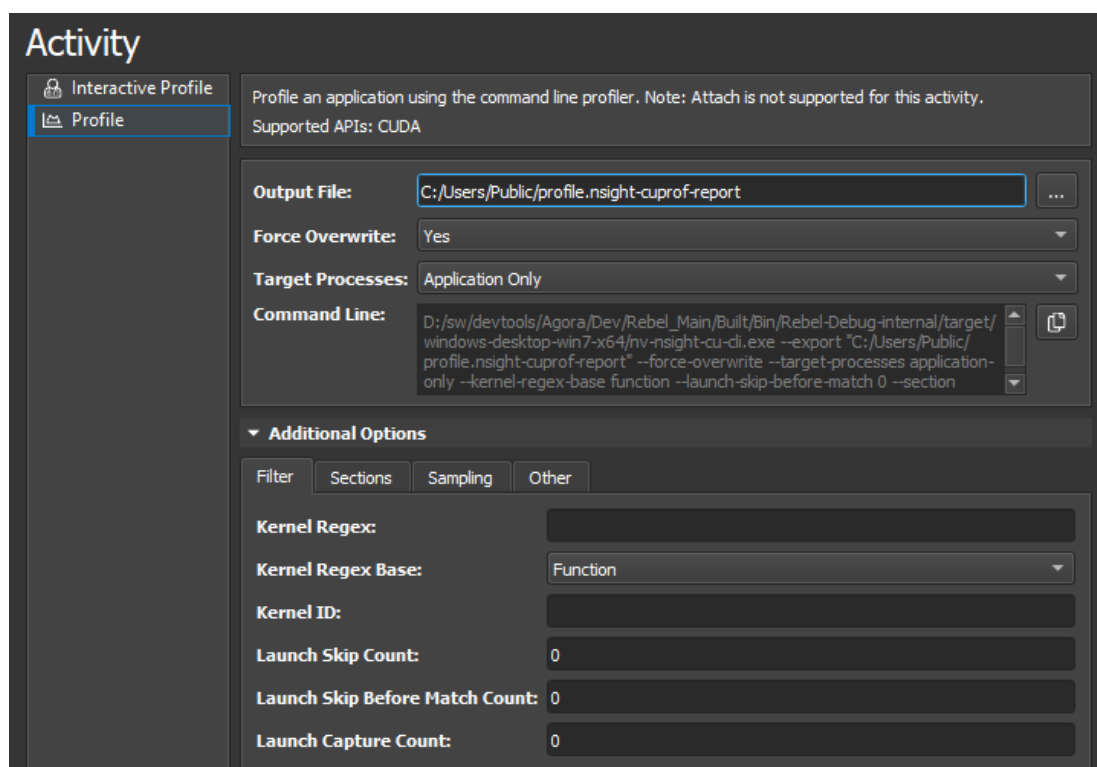 Activity
Interactive Profile
Profile
Profile an application using the command line profiler. Note: Attach is not supported for this activity.
Supported APIs: CUDA
Output File: C:/Users/Public/profile.nsight-cuprof-report ...
Force Overwrite: Yes
Target Processes: Application Only
Command Line:
D:/sw/devtools/Agora/Dev/Rebel_Main/Built/Bin/Rebel-Debug-internal/target/
windows-desktop-win7-x64/nv-nsight-cu-cli.exe --export "C:/Users/Public/
profile.nsight-cuprof-report" --force-overwrite --target-processes application-
only --kernel-regex-base function --launch-skip-before-match 0 --section
Additional Options
Filter Sections Sampling Other
Kernel Regex:
Kernel Regex Base: Function
Kernel ID:
Launch Skip Count: 0
Launch Skip Before Match Count: 0
Launch Capture Count: 0